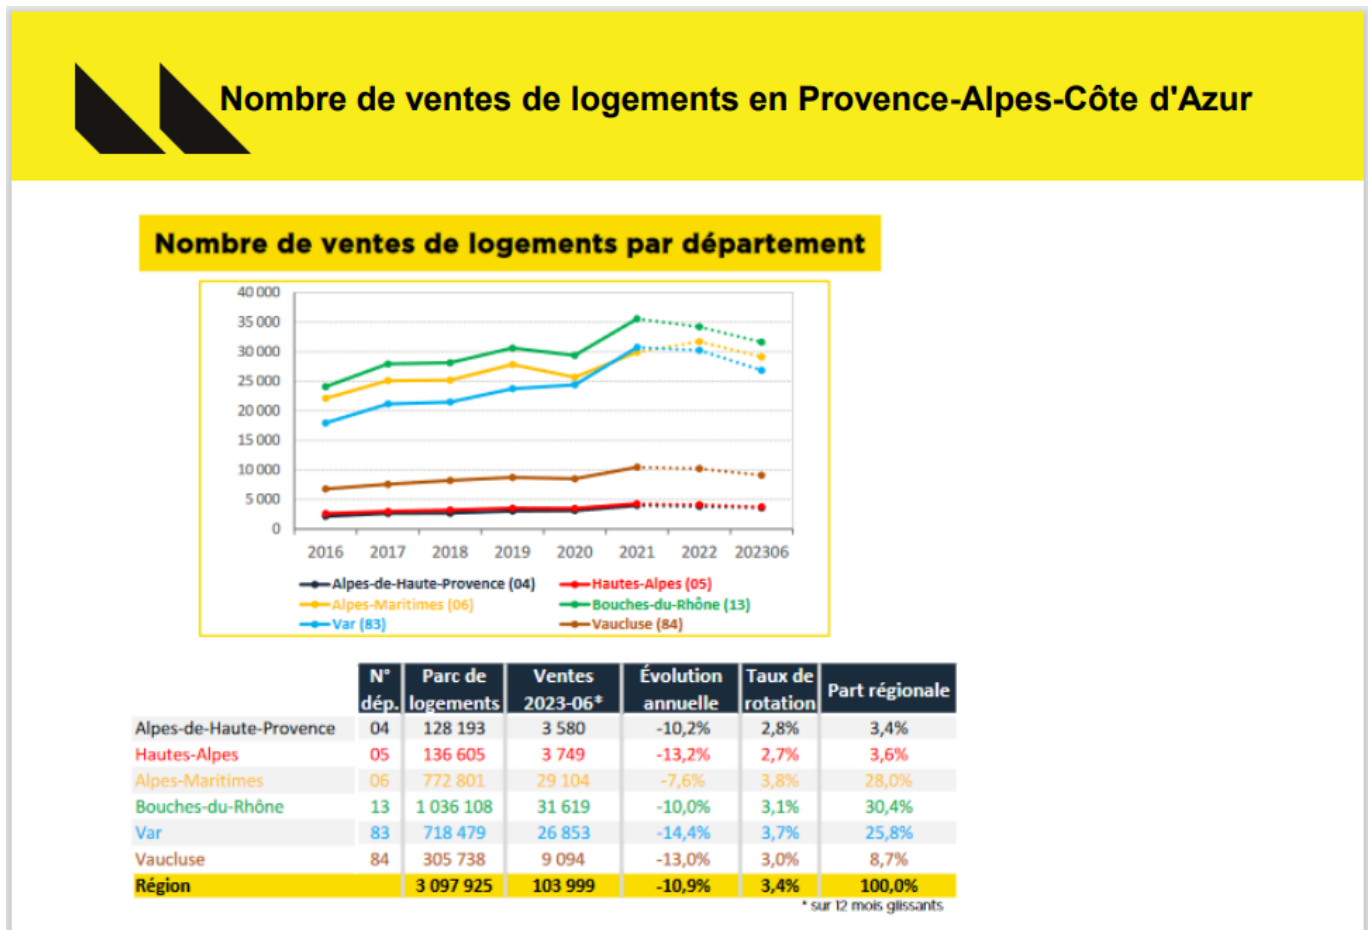 Nombre de ventes de logements en Provence-Alpes-Côte d'Azur
Nombre de ventes de logements par département
40 000
35 000
30 000
25 000
20 000
15 000
10 000
5 000
0
2016 2017 2018 2019 2020 2021 2022 202306
Alpes-de-Haute-Provence (04) Hautes-Alpes (05)
Alpes-Maritimes (06) Bouches-du-Rhône (13)
Var (83) Vaucluse (84)
N° dép. Parc de logements Ventes 2023-06* Évolution annuelle Taux de rotation Part régionale
Alpes-de-Haute-Provence 04 128 193 3 580 -10,2% 2,8% 3,4%
Hautes-Alpes 05 136 605 3 749 -13,2% 2,7% 3,6%
Alpes-Maritimes 06 772 801 29 104 -7,6% 3,8% 28,0%
Bouches-du-Rhône 13 1 036 108 31 619 -10,0% 3,1% 30,4%
Var 83 718 479 26 853 -14,4% 3,7% 25,8%
Vaucluse 84 305 738 9 094 -13,0% 3,0% 8,7%
Région 3 097 925 103 999 -10,9% 3,4% 100,0%
* sur 12 mois glissants